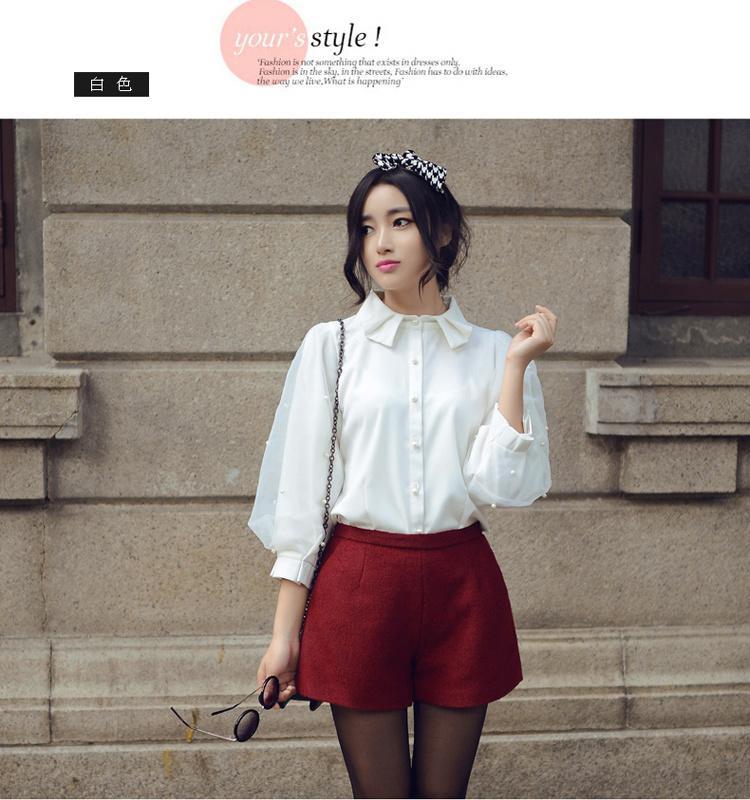 your's style !
'Fashion is not something that exists in dresses only.
Fashion is in the sky, in the streets, Fashion has to do with ideas,
the way we live,What is happening'
白色